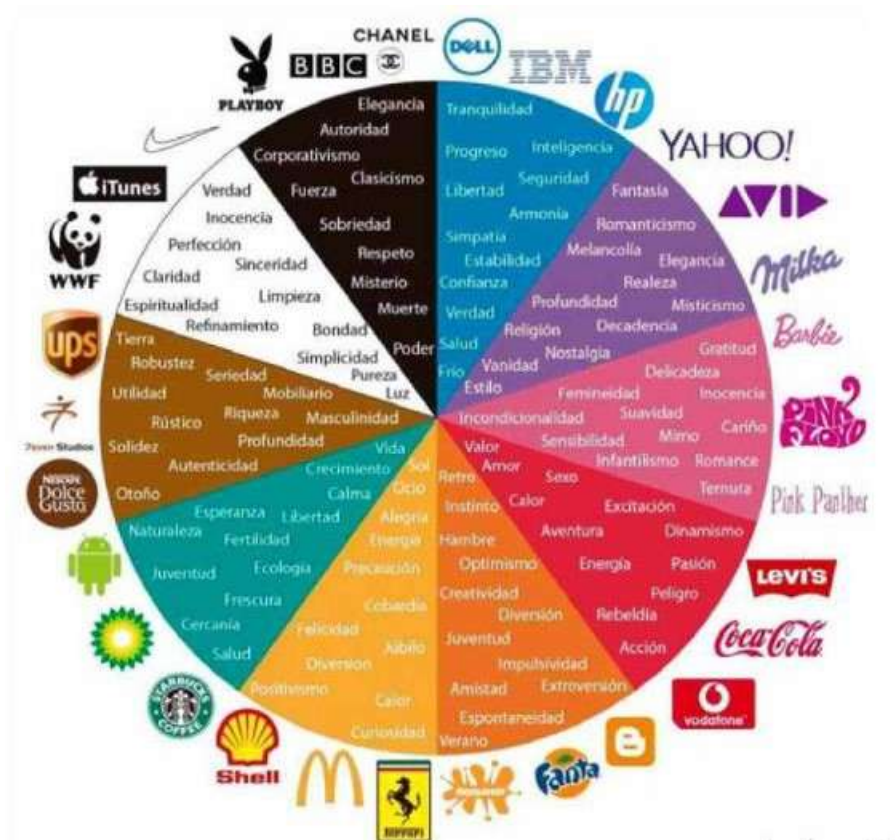 CHANEL
DELL
IBM
hp
YAHOO!
AVID
Milka
Barbie
PINK FLOYD
Pink Panther
LEVI'S
Coca-Cola
vodafone
Fanta
Ferrari
Shell
STARBUCKS COFFEE
NESCAFÉ
Dolce Gusto
7even Studios
ups
WWF
iTunes
PLAYBOY
BBC
Elegancia
Autoridad
Corporativismo
Clasicismo
Fuerza
Sobriedad
Respeto
Misterio
Muerte
Poder
Tranquilidad
Progreso
Inteligencia
Seguridad
Libertad
Armonía
Simpatía
Estabilidad
Confianza
Verdad
Salud
Frío
Fantasía
Romanticismo
Melancolía
Elegancia
Realeza
Profundidad
Misticismo
Religión
Decadencia
Nostalgia
Vanidad
Estilo
Gratitud
Delicadeza
Femineidad
Inocencia
Incondicionalidad
Suavidad
Cariño
Sensibilidad
Mimo
Infantilismo
Romance
Ternura
Valor
Amor
Sexo
Calor
Excitación
Aventura
Dinamismo
Energía
Pasión
Peligro
Rebeldía
Acción
Retro
Instinto
Hambre
Optimismo
Creatividad
Diversión
Juventud
Impulsividad
Amistad
Extroversión
Espontaneidad
Verano
Sol
Ocio
Alegría
Energía
Precaución
Cobardía
Felicidad
Júbilo
Diversión
Positivismo
Calor
Curiosidad
Vida
Crecimiento
Calma
Esperanza
Libertad
Naturaleza
Fertilidad
Juventud
Ecología
Frescura
Cercanía
Salud
Tierra
Robustez
Seriedad
Utilidad
Mobiliario
Rústico
Riqueza
Masculinidad
Solidez
Profundidad
Autenticidad
Otoño
Verdad
Inocencia
Perfección
Sinceridad
Claridad
Limpieza
Espiritualidad
Refinamiento
Bondad
Simplicidad
Pureza
Luz